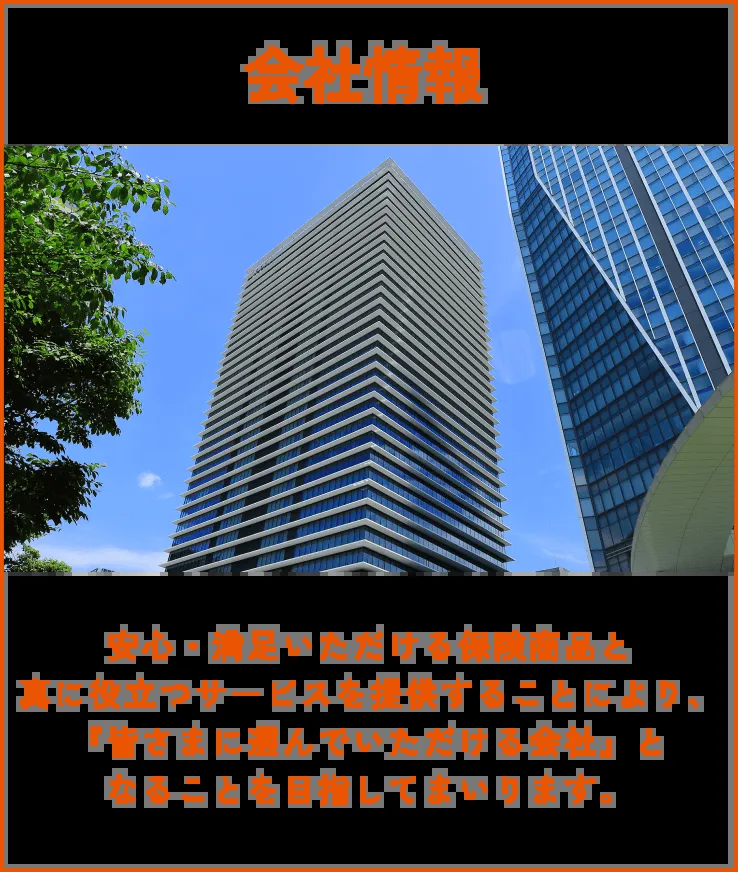 会社情報
安心・満足いただける保険商品と
真に役立つサービスを提供することにより、
『皆さまに選んでいただける会社』と
なることを目指してまいります。